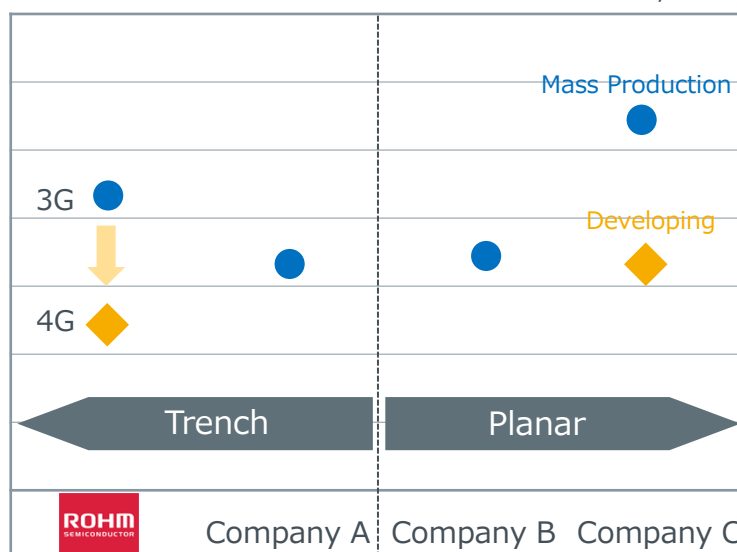 Mass Production
3G
Developing
4G
Trench
Planar
ROHM
SEMICONDUCTOR
Company A
Company B
Company C